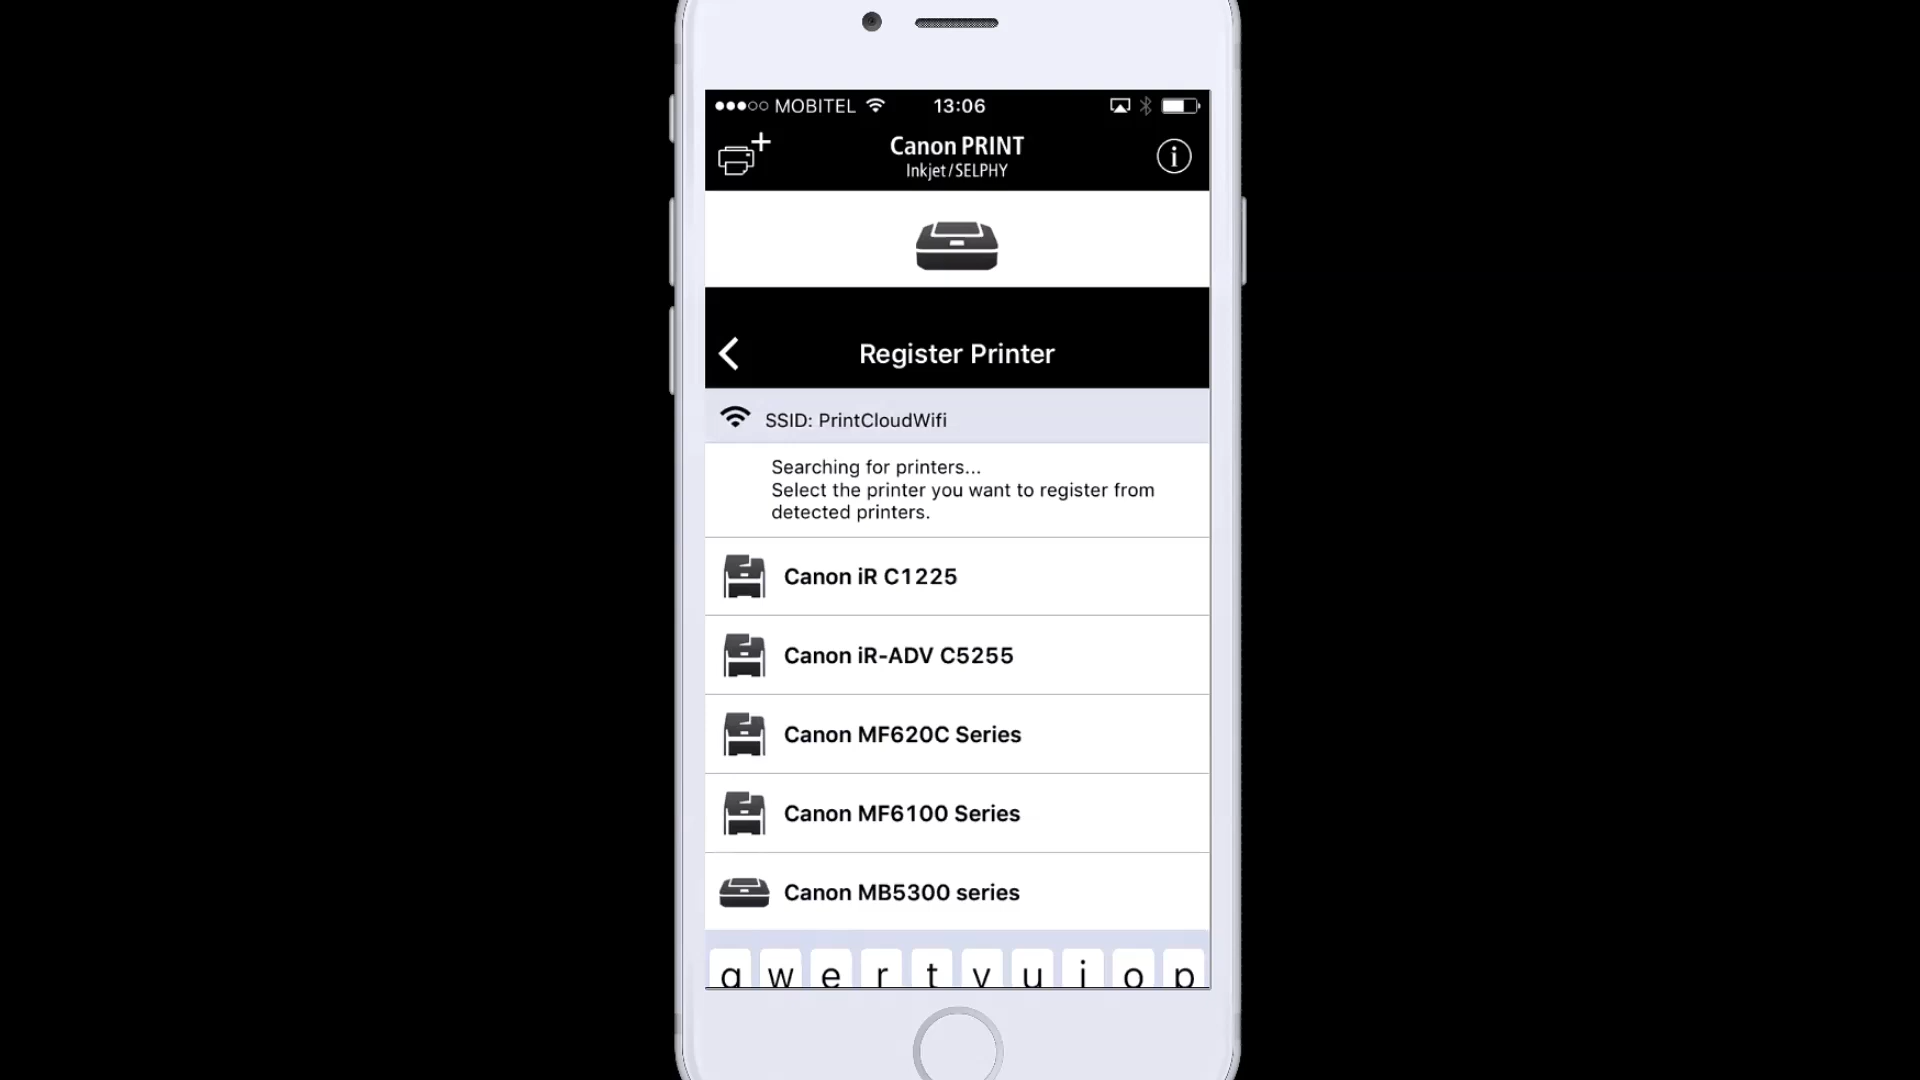 MOBITEL 13:06
Canon PRINT
Inkjet/SELPHY
Register Printer
SSID: PrintCloudWifi
Searching for printers...
Select the printer you want to register from
detected printers.
Canon iR C1225
Canon iR-ADV C5255
Canon MF620C Series
Canon MF6100 Series
Canon MB5300 series
q w e r t y u i o p